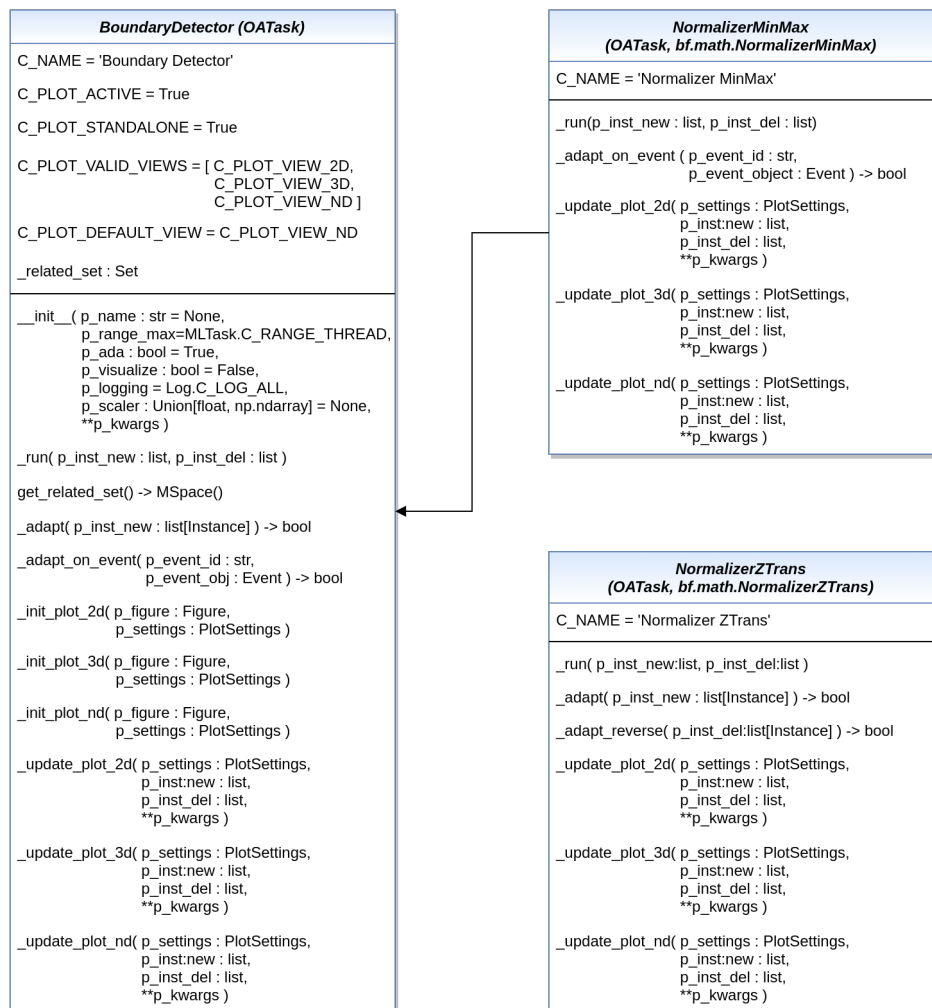 BoundaryDetector (OATask)
C_NAME = 'Boundary Detector'
C_PLOT_ACTIVE = True
C_PLOT_STANDALONE = True
C_PLOT_VALID_VIEWS = [ C_PLOT_VIEW_2D,
C_PLOT_VIEW_3D,
C_PLOT_VIEW_ND ]
C_PLOT_DEFAULT_VIEW = C_PLOT_VIEW_ND
_related_set : Set
__init__( p_name : str = None,
p_range_max=MLTask.C_RANGE_THREAD,
p_ada : bool = True,
p_visualize : bool = False,
p_logging = Log.C_LOG_ALL,
p_scaler : Union[float, np.ndarray] = None,
**p_kwargs )
_run( p_inst_new : list, p_inst_del : list )
get_related_set() -> MSpace()
_adapt( p_inst_new : list[Instance] ) -> bool
_adapt_on_event( p_event_id : str,
p_event_obj : Event ) -> bool
_init_plot_2d( p_figure : Figure,
p_settings : PlotSettings )
_init_plot_3d( p_figure : Figure,
p_settings : PlotSettings )
_init_plot_nd( p_figure : Figure,
p_settings : PlotSettings )
_update_plot_2d( p_settings : PlotSettings,
p_inst:new : list,
p_inst_del : list,
**p_kwargs )
_update_plot_3d( p_settings : PlotSettings,
p_inst:new : list,
p_inst_del : list,
**p_kwargs )
_update_plot_nd( p_settings : PlotSettings,
p_inst:new : list,
p_inst_del : list,
**p_kwargs )
NormalizerMinMax
(OATask, bf.math.NormalizerMinMax)
C_NAME = 'Normalizer MinMax'
_run(p_inst_new : list, p_inst_del : list)
_adapt_on_event ( p_event_id : str,
p_event_object : Event ) -> bool
_update_plot_2d( p_settings : PlotSettings,
p_inst:new : list,
p_inst_del : list,
**p_kwargs )
_update_plot_3d( p_settings : PlotSettings,
p_inst:new : list,
p_inst_del : list,
**p_kwargs )
_update_plot_nd( p_settings : PlotSettings,
p_inst:new : list,
p_inst_del : list,
**p_kwargs )
NormalizerZTrans
(OATask, bf.math.NormalizerZTrans)
C_NAME = 'Normalizer ZTrans'
_run( p_inst_new:list, p_inst_del:list )
_adapt( p_inst_new : list[Instance] ) -> bool
_adapt_reverse( p_inst_del:list[Instance] ) -> bool
_update_plot_2d( p_settings : PlotSettings,
p_inst:new : list,
p_inst_del : list,
**p_kwargs )
_update_plot_3d( p_settings : PlotSettings,
p_inst:new : list,
p_inst_del : list,
**p_kwargs )
_update_plot_nd( p_settings : PlotSettings,
p_inst:new : list,
p_inst_del : list,
**p_kwargs )